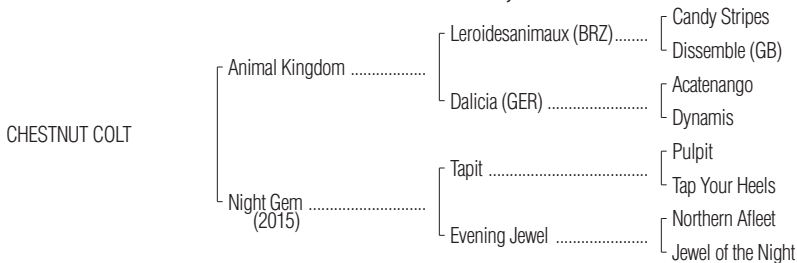 Candy Stripes
Leroidesanimaux (BRZ)........
Dissemble (GB)
Animal Kingdom ..................
Acatenango
Dalicia (GER) ........................
Dynamis
CHESTNUT COLT
Pulpit
Tapit ......................................
Tap Your Heels
Night Gem ............................
(2015)
Northern Afleet
Evening Jewel ......................
Jewel of the Night